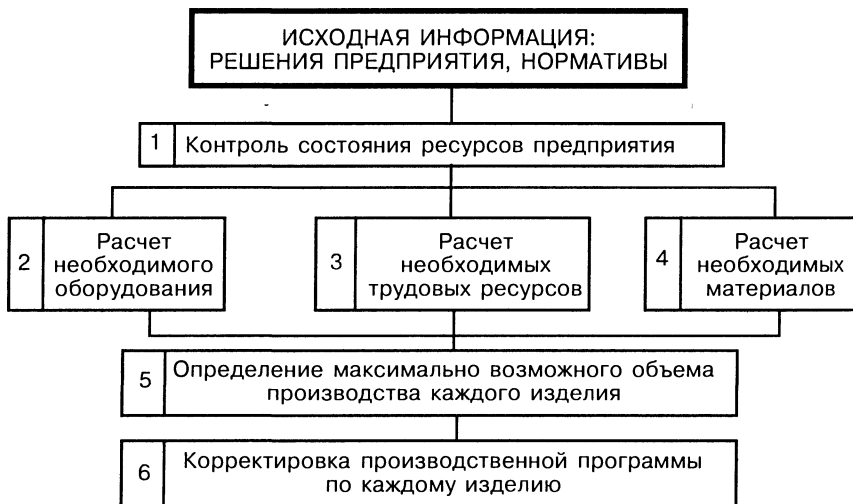 ИСХОДНАЯ ИНФОРМАЦИЯ:
РЕШЕНИЯ ПРЕДПРИЯТИЯ, НОРМАТИВЫ
1 Контроль состояния ресурсов предприятия
2 Расчет
необходимого
оборудования
3 Расчет
необходимых
трудовых ресурсов
4 Расчет
необходимых
материалов
5 Определение максимально возможного объема
производства каждого изделия
6 Корректировка производственной программы
по каждому изделию